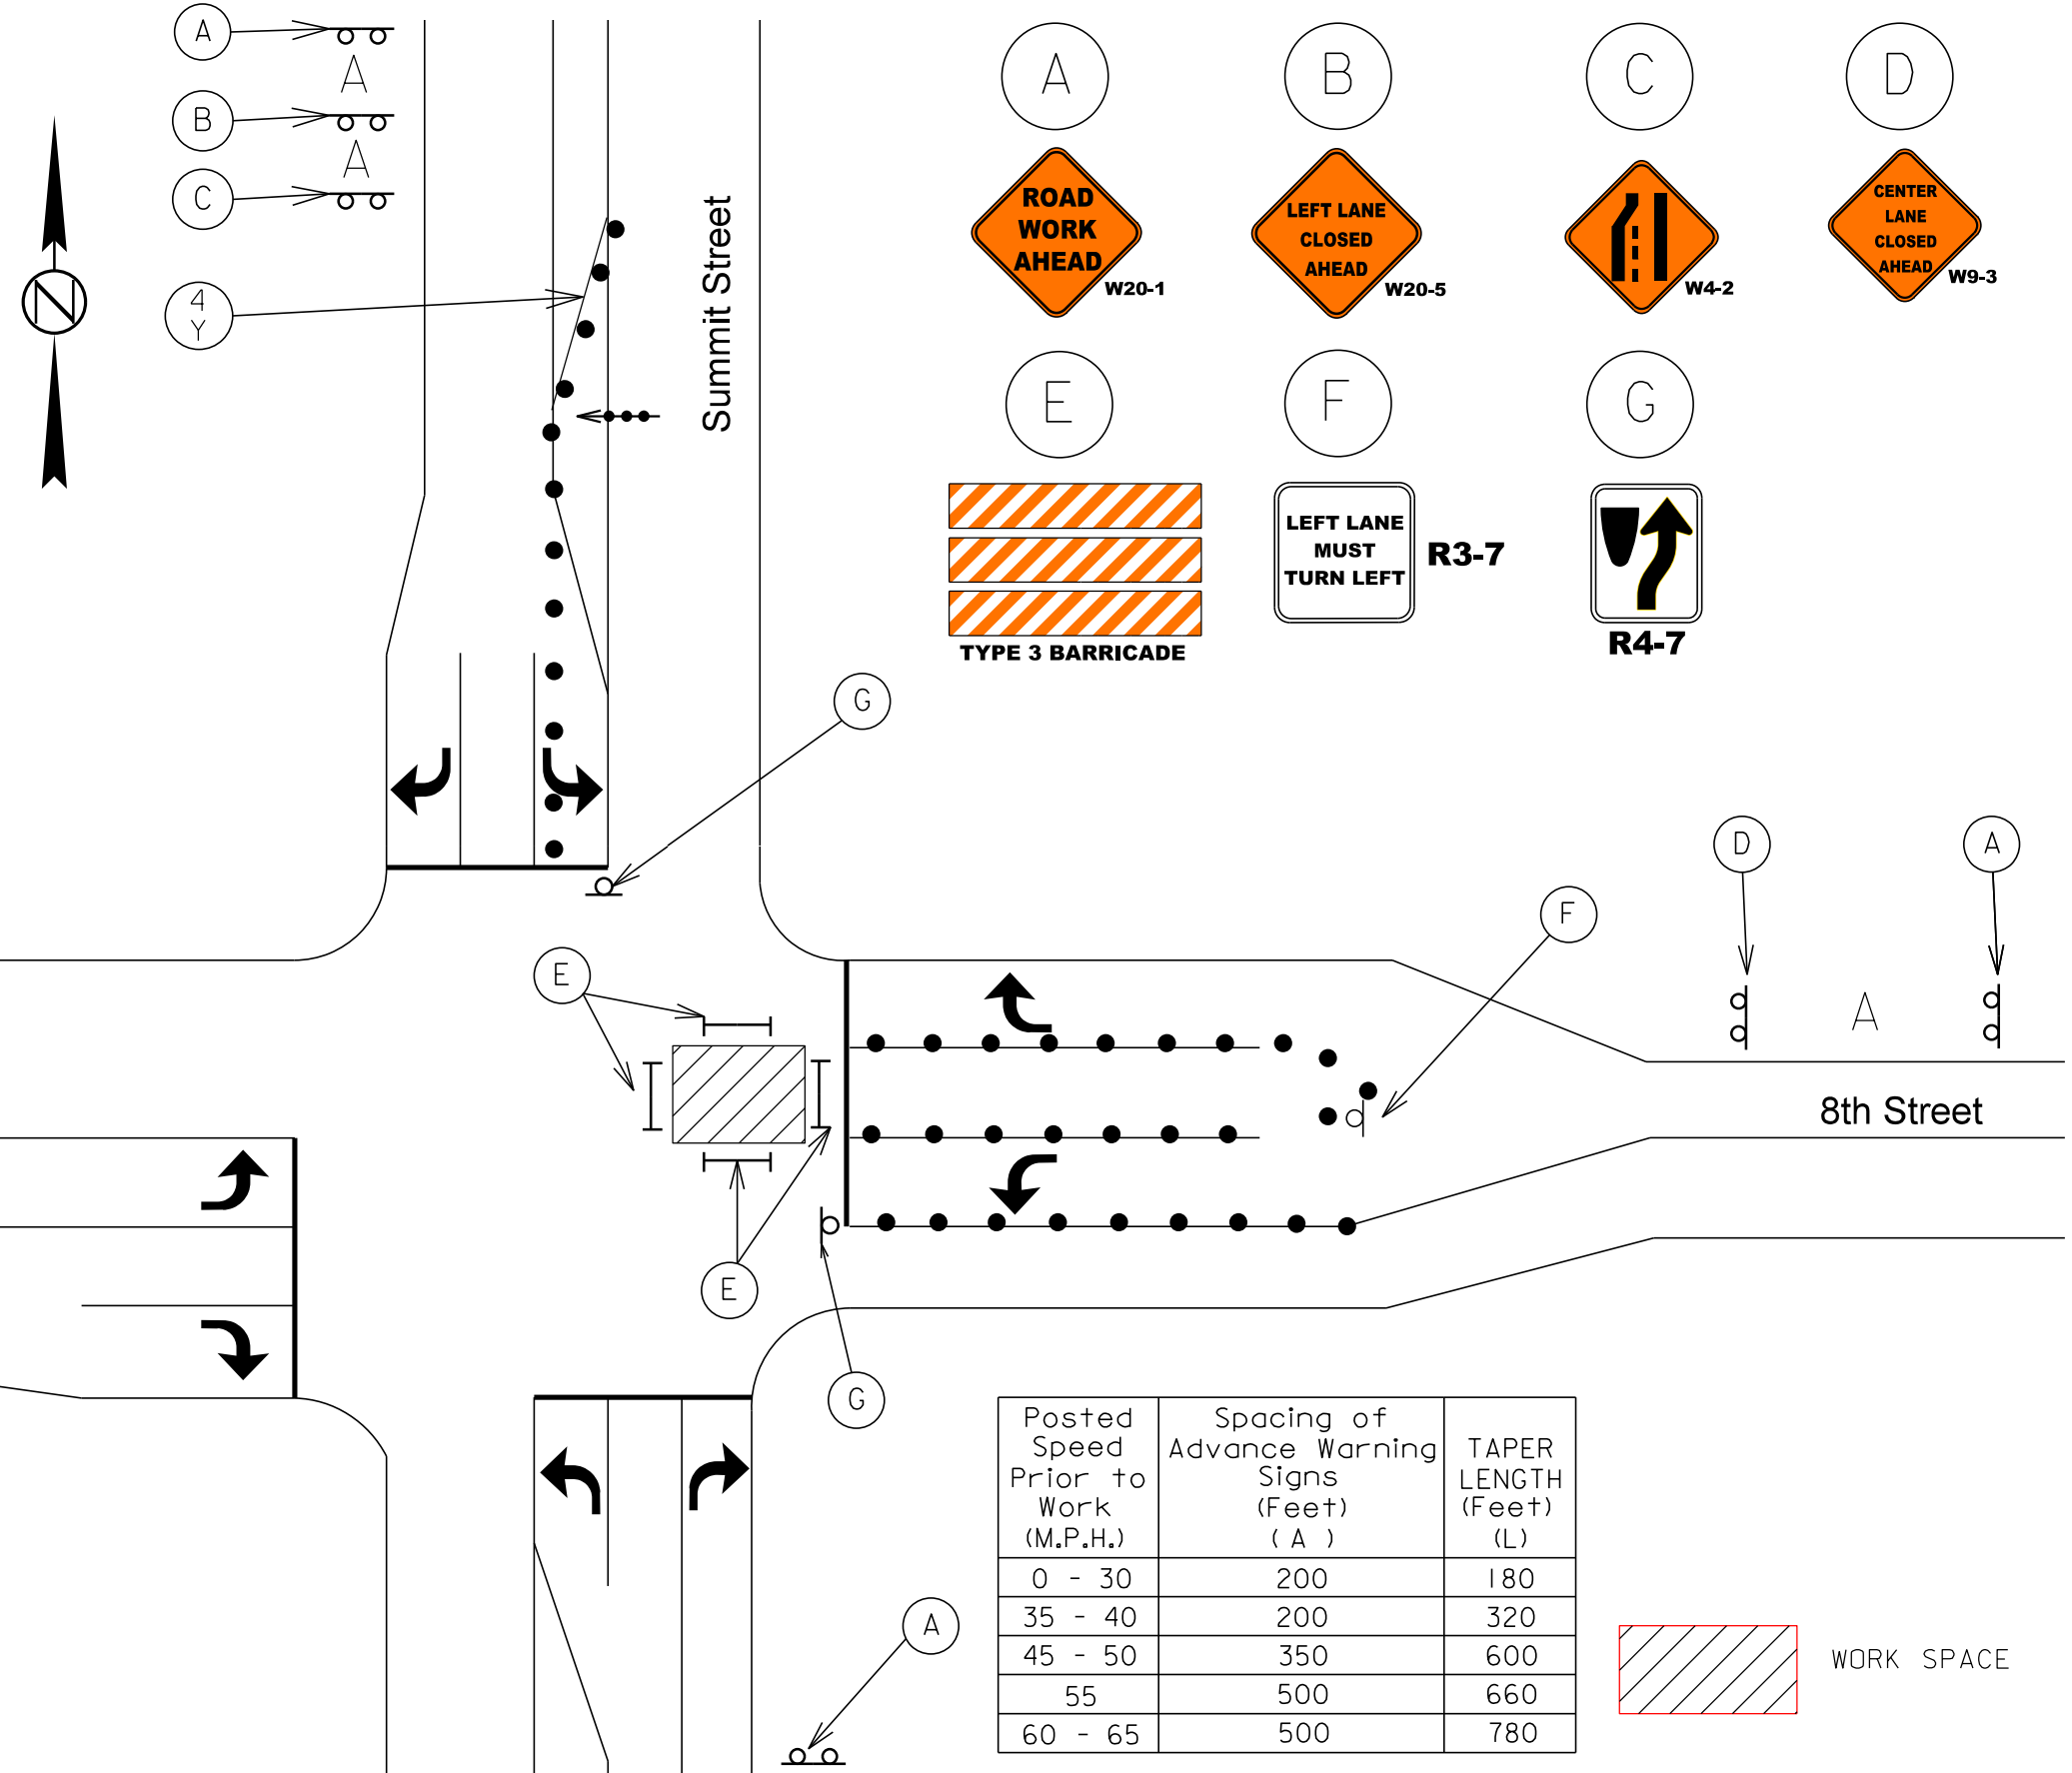 A
A
B
A
C
N
4
Y
Summit Street
A
B
C
D
ROAD
WORK
AHEAD
W20-1
LEFT LANE
CLOSED
AHEAD
W20-5
W4-2
CENTER
LANE
CLOSED
AHEAD
W9-3
E
F
G
TYPE 3 BARRICADE
LEFT LANE
MUST
TURN LEFT
R3-7
R4-7
G
D
A
F
E
A
8th Street
E
G
A
Posted
Speed
Prior to
Work
(M.P.H.)
Spacing of
Advance Warning
Signs
(Feet)
( A )
TAPER
LENGTH
(Feet)
(L)
0 - 30 200 180
35 - 40 200 320
45 - 50 350 600
55 500 660
60 - 65 500 780
WORK SPACE